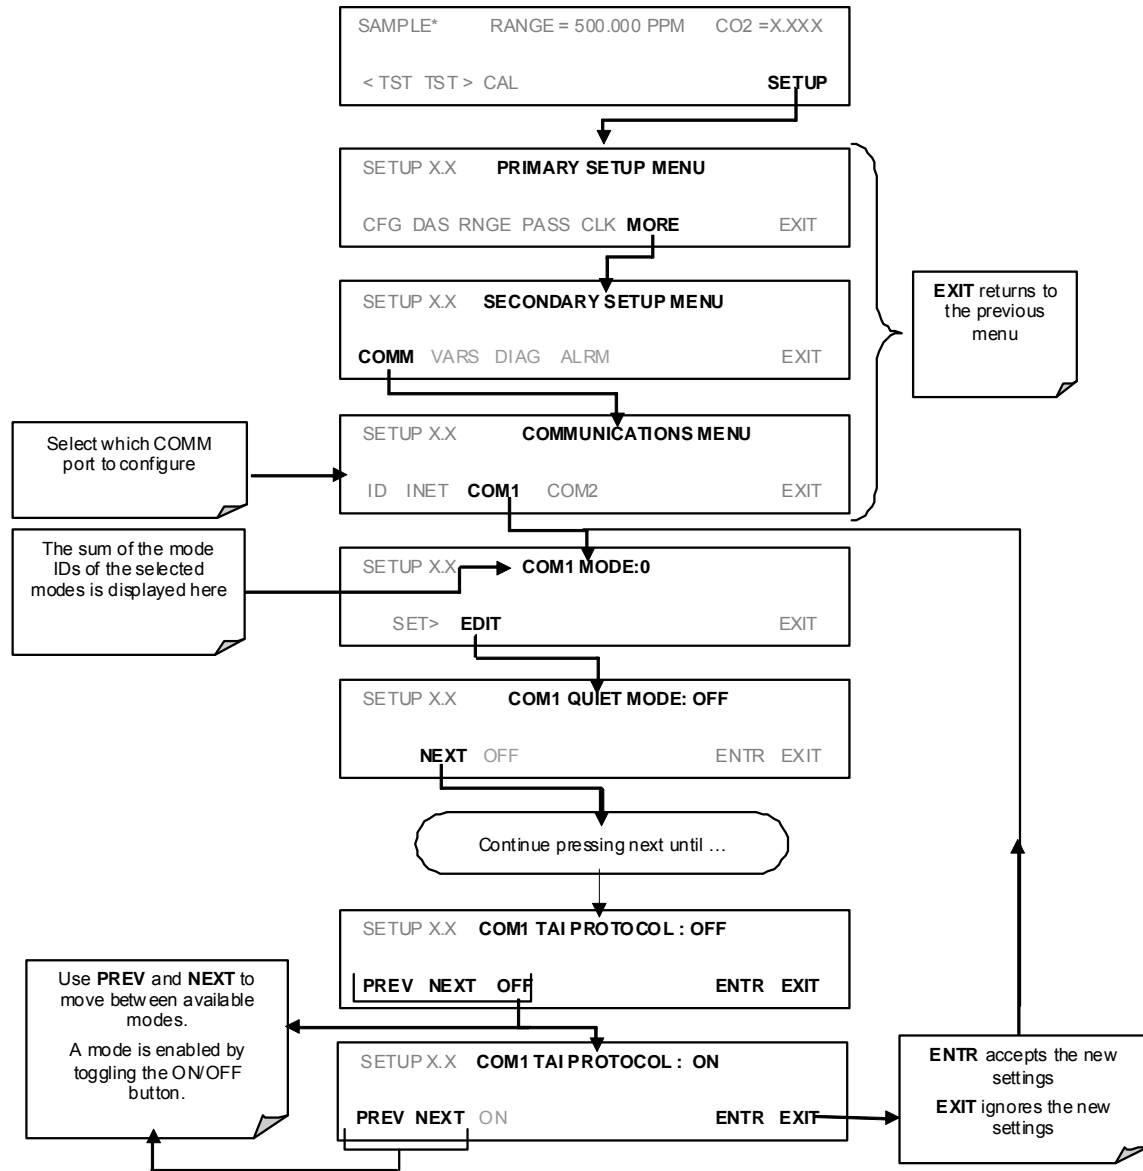 SAMPLE* RANGE = 500.000 PPM CO2 =X.XXX
< TST TST > CAL SETUP
SETUP X.X PRIMARY SETUP MENU
CFG DAS RNGE PASS CLK MORE EXIT
SETUP X.X SECONDARY SETUP MENU
COMM VARS DIAG ALRM EXIT
EXIT returns to
the previous
menu
SETUP X.X COMMUNICATIONS MENU
ID INET COM1 COM2 EXIT
Select which COMM
port to configure
The sum of the mode
IDs of the selected
modes is displayed here
SETUP X.X COM1 MODE:0
SET> EDIT EXIT
SETUP X.X COM1 QUIET MODE: OFF
NEXT OFF ENTR EXIT
Continue pressing next until …
SETUP X.X COM1 TAI PROTOCOL : OFF
PREV NEXT OFF ENTR EXIT
Use PREV and NEXT to
move between available
modes.
A mode is enabled by
toggling the ON/OFF
button.
SETUP X.X COM1 TAI PROTOCOL : ON
PREV NEXT ON ENTR EXIT
ENTR accepts the new
settings
EXIT ignores the new
settings